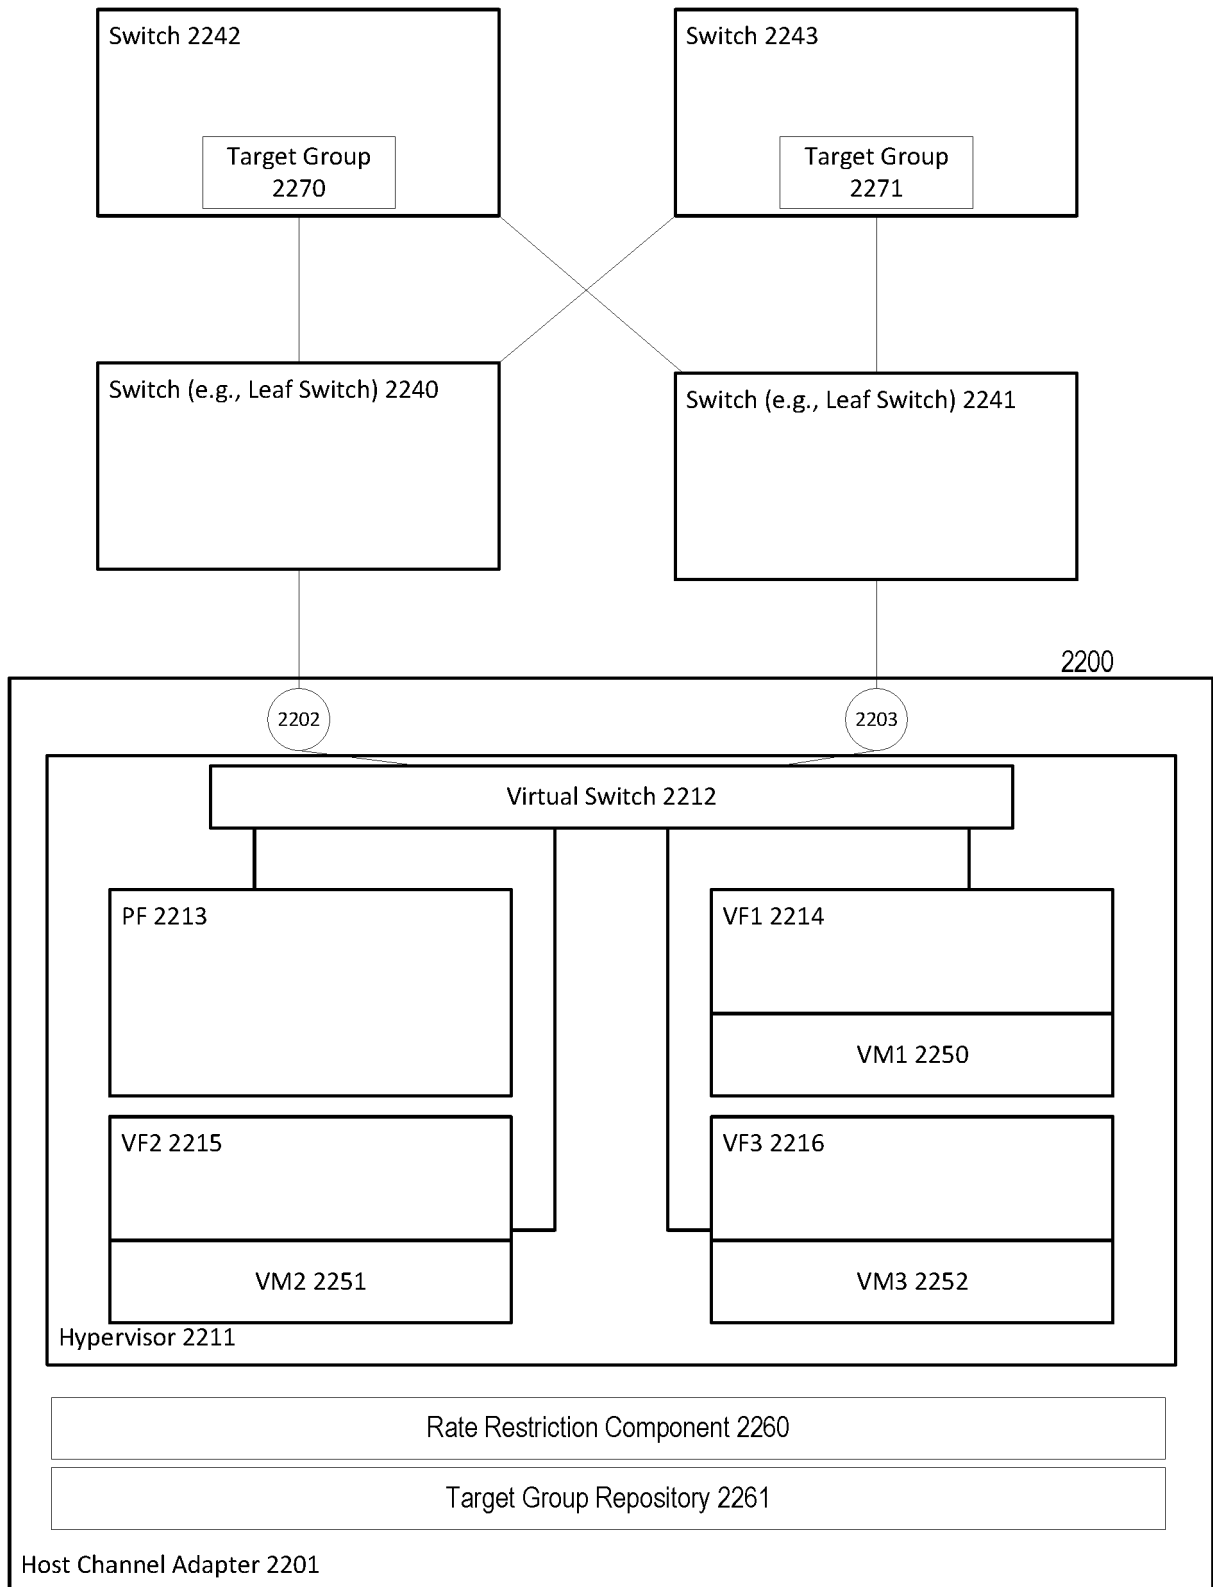 Switch 2242
Switch 2243
Target Group
2270
Target Group
2271
Switch (e.g., Leaf Switch) 2240
Switch (e.g., Leaf Switch) 2241
2200
2202
2203
Virtual Switch 2212
PF 2213
VF1 2214
VM1 2250
VF2 2215
VF3 2216
VM2 2251
VM3 2252
Hypervisor 2211
Rate Restriction Component 2260
Target Group Repository 2261
Host Channel Adapter 2201